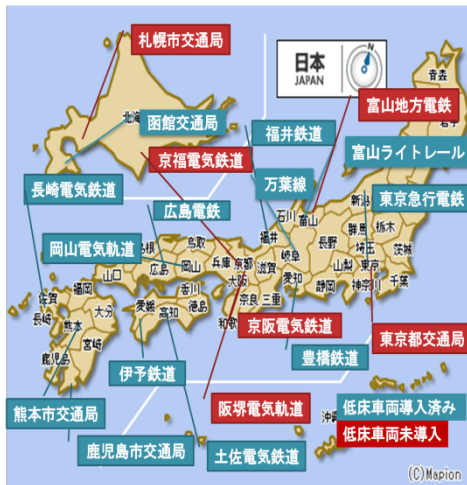 札幌市交通局
日本
JAPAN
N
青森
岩手
北海
函館交通局
富山地方電鉄
福井鉄道
京福電気鉄道
富山ライトレール
長崎電気鉄道
万葉線
東京急行電鉄
広島電鉄
新潟
石川
富山
福井
群馬
栃木
長野
埼玉
茨城
岡山電気軌道
島根
鳥取
兵庫
京都
滋賀
岐阜
山梨
東京
広島
岡山
大阪
愛知
静岡
神奈川
千葉
山口
香川
奈良
三重
佐賀
福岡
愛媛
徳島
和歌
長崎
大分
高知
熊本
京阪電気鉄道
東京都交通局
宮崎
豊橋鉄道
鹿児島
伊予鉄道
熊本市交通局
阪堺電気軌道
沖縄
低床車両導入済み
低床車両未導入
鹿児島市交通局
土佐電気鉄道
(C)Mapion